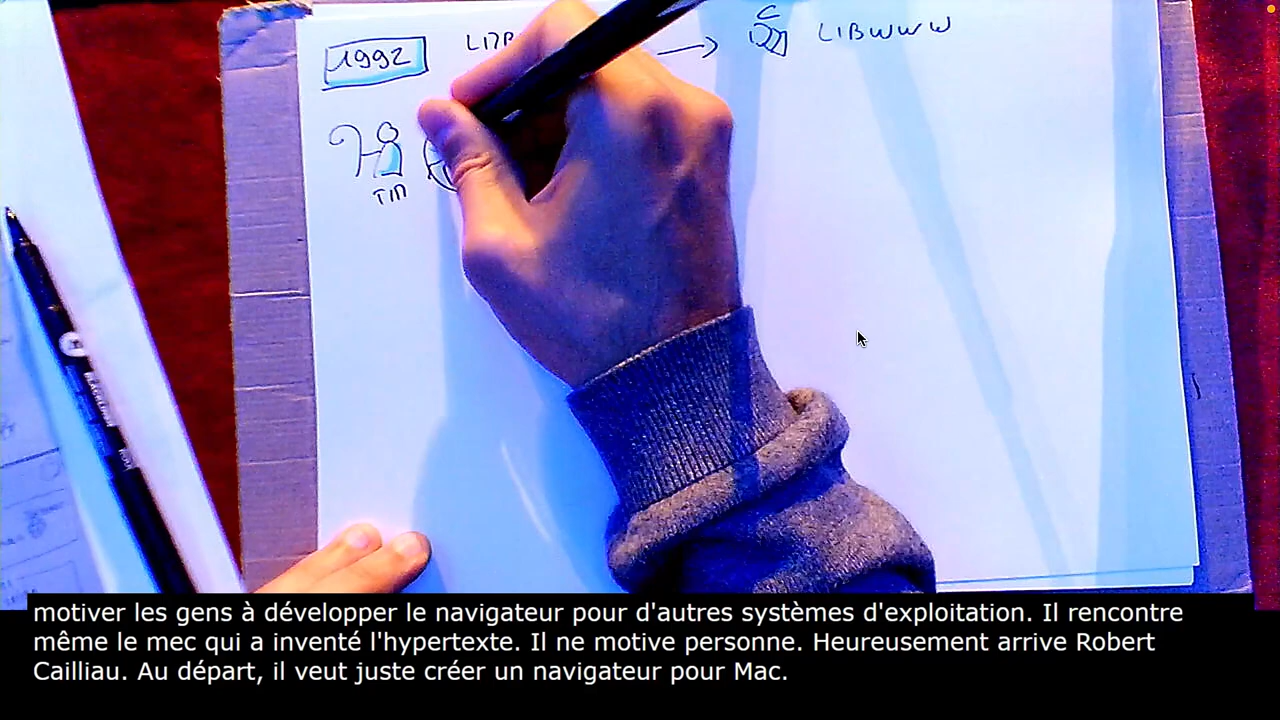 1992
C
LIBWWW
TIM
motiver les gens à développer le navigateur pour d'autres systèmes d'exploitation. Il rencontre
même le mec qui a inventé l'hypertexte. Il ne motive personne. Heureusement arrive Robert
Cailliau. Au départ, il veut juste créer un navigateur pour Mac.